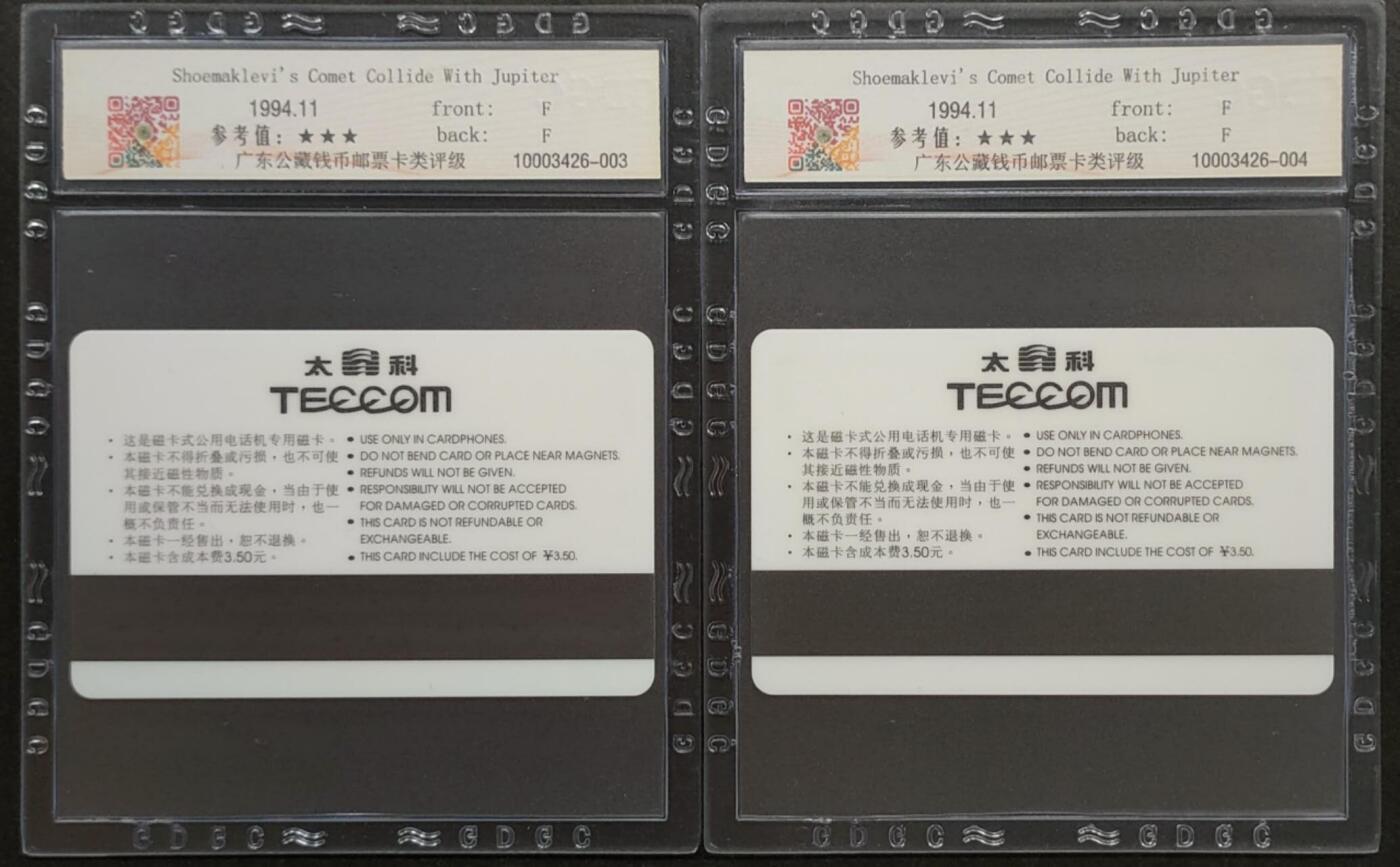 GDGC GDGC
Shoemaklevi's Comet Collide With Jupiter
1994.11 front: F
参考值：★★★ back: F
广东公藏钱币邮票卡类评级 10003426-003
太 科
TECCOM
·这是磁卡式公用电话机专用磁卡。
·本磁卡不得折叠或污损，也不可使
其接近磁性物质。
·本磁卡不能兑换成现金，当由于使
用或保管不当而无法使用时，也一
概不负责任。
·本磁卡一经售出，恕不退换。
·本磁卡含成本费3.50元。
● USE ONLY IN CARDPHONES.
● DO NOT BEND CARD OR PLACE NEAR MAGNETS.
● REFUNDS WILL NOT BE GIVEN.
● RESPONSIBILITY WILL NOT BE ACCEPTED
FOR DAMAGED OR CORRUPTED CARDS.
● THIS CARD IS NOT REFUNDABLE OR
EXCHANGEABLE.
● THIS CARD INCLUDE THE COST OF ¥3.50.
GDGC GDGC
GDGC GDGC
Shoemaklevi's Comet Collide With Jupiter
1994.11 front: F
参考值：★★★ back: F
广东公藏钱币邮票卡类评级 10003426-004
太 科
TECCOM
·这是磁卡式公用电话机专用磁卡。
·本磁卡不得折叠或污损，也不可使
其接近磁性物质。
·本磁卡不能兑换成现金，当由于使
用或保管不当而无法使用时，也一
概不负责任。
·本磁卡一经售出，恕不退换。
·本磁卡含成本费3.50元。
● USE ONLY IN CARDPHONES.
● DO NOT BEND CARD OR PLACE NEAR MAGNETS.
● REFUNDS WILL NOT BE GIVEN.
● RESPONSIBILITY WILL NOT BE ACCEPTED
FOR DAMAGED OR CORRUPTED CARDS.
● THIS CARD IS NOT REFUNDABLE OR
EXCHANGEABLE.
● THIS CARD INCLUDE THE COST OF ¥3.50.
GDGC GDGC